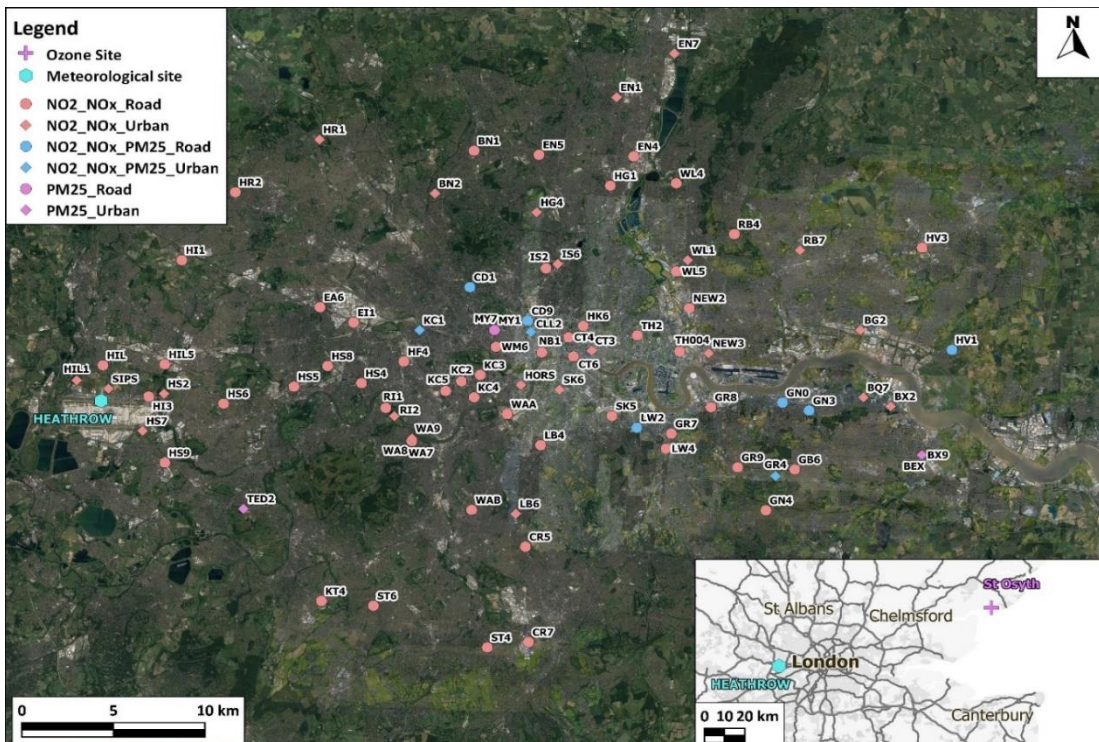 Legend
Ozone Site
Meteorological site
NO2_NOx_Road
NO2_NOx_Urban
NO2_NOx_PM25_Road
NO2_NOx_PM25_Urban
PM25_Road
PM25_Urban
N
EN7
EN1
HR1
BN1
EN5
EN4
HR2
BN2
HG1
WL4
HG4
RB4
HI1
IS2
IS6
WL1
RB7
HV3
WL5
CD1
EA6
EI1
KC1
CD9
MY7
MY1
CLL2
HK6
NEW2
BG2
HV1
WM6
NB1
CT4
CT3
TH2
TH004
NEW3
HIL
HIL5
HS8
HF4
CT6
HIL1
SIPS
HS2
HS5
HS4
KC2
KC3
KC5
KC4
HORS
SK6
HEATHROW
HI3
HS6
RI1
RI2
WAA
SK5
LW2
GR8
GN0
GN3
BQ7
BX2
HS7
WA9
WA8
WA7
LB4
GR7
LW4
HS9
GR9
GR4
GB6
BX9
BEX
TED2
WAB
LB6
GN4
CR5
KT4
ST6
ST4
CR7
St Osyth
St Albans
Chelmsford
London
HEATHROW
Canterbury
0 5 10 km
0 10 20 km